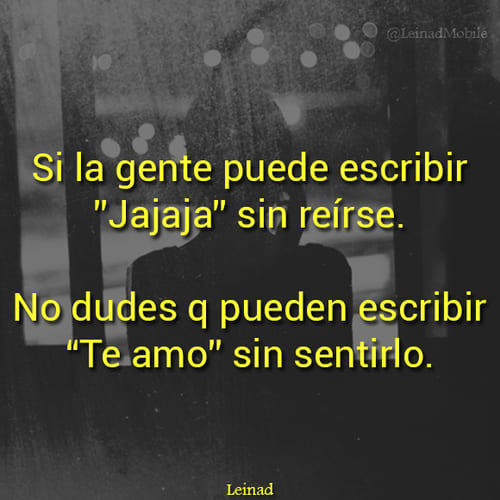 @LeinadMobile
Si la gente puede escribir
"Jajaja" sin reírse.
No dudes q pueden escribir
“Te amo” sin sentirlo.
Leinad